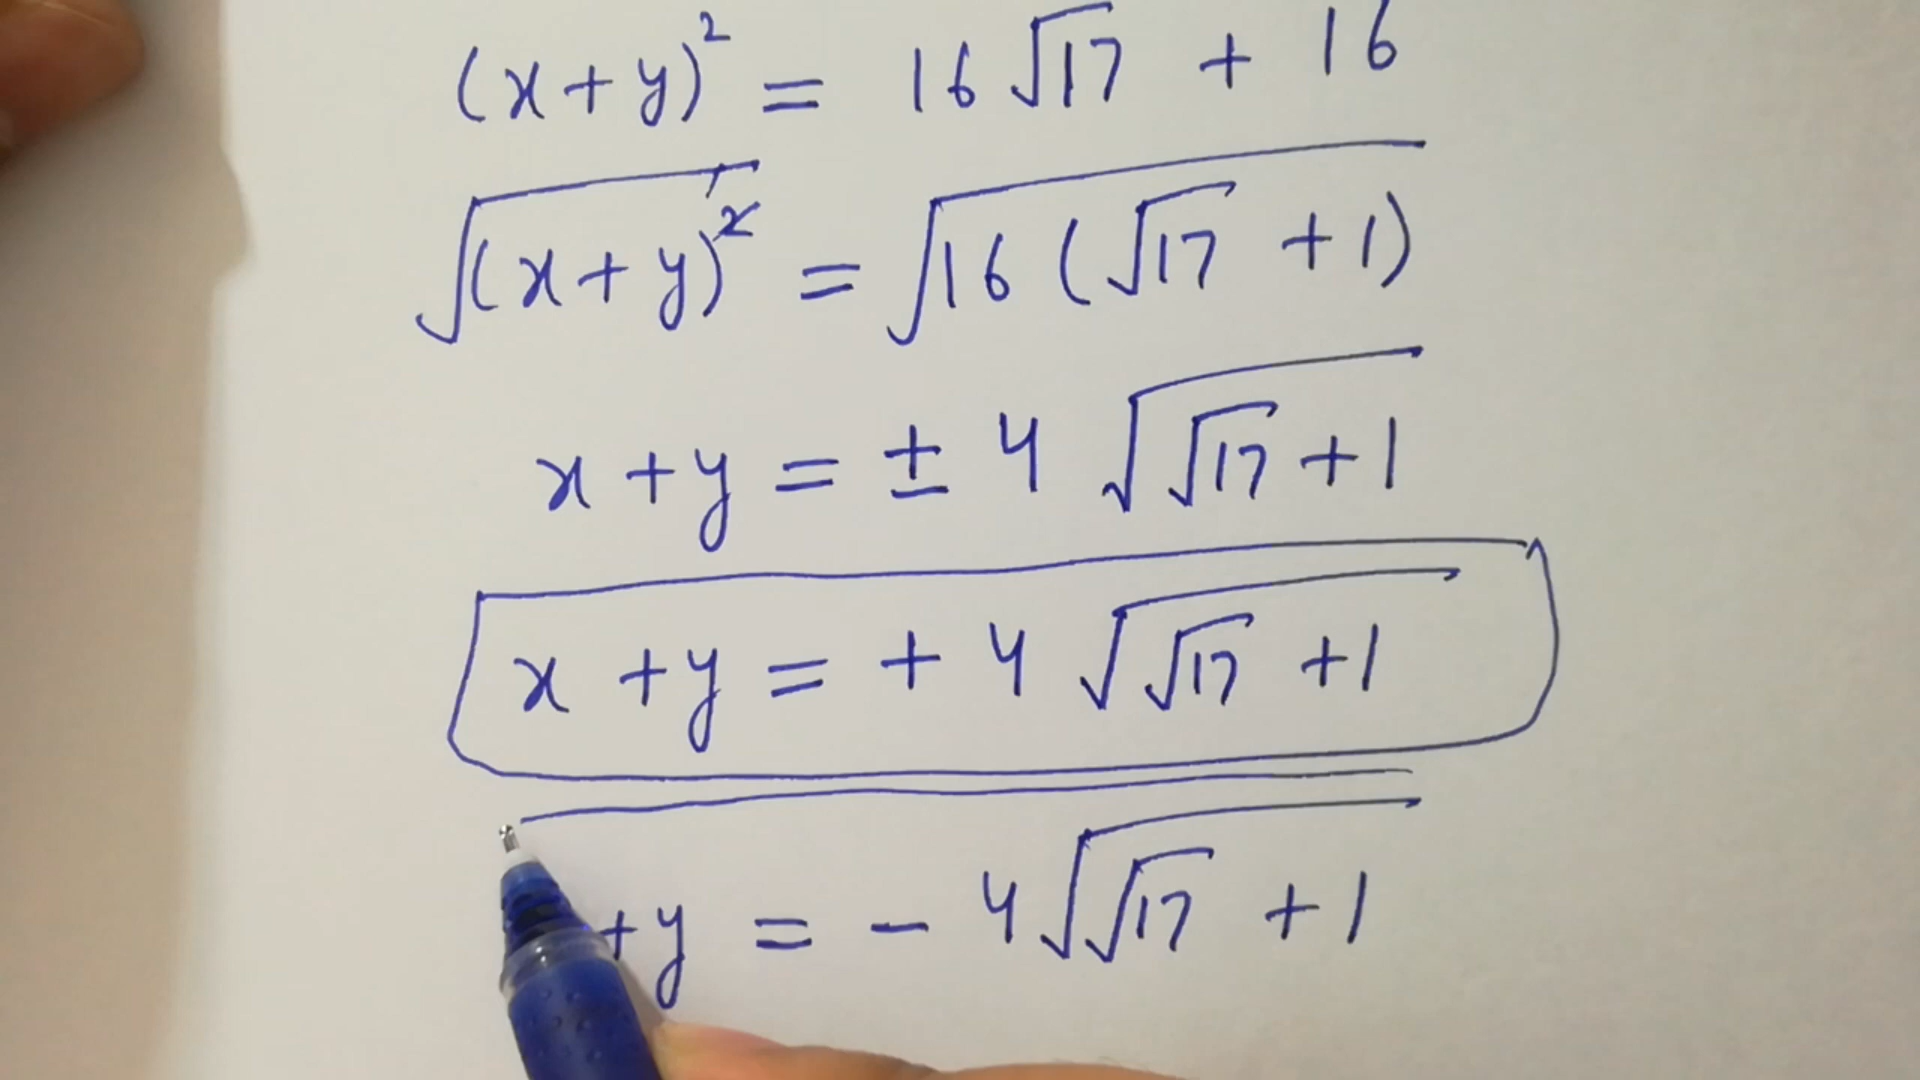 (x+y)² = 16√17 + 16
√(x+y)² = √16(√17 +1)
x+y = ± 4 √√17 +1
x+y = + 4 √√17 +1
+y = - 4√√17 +1